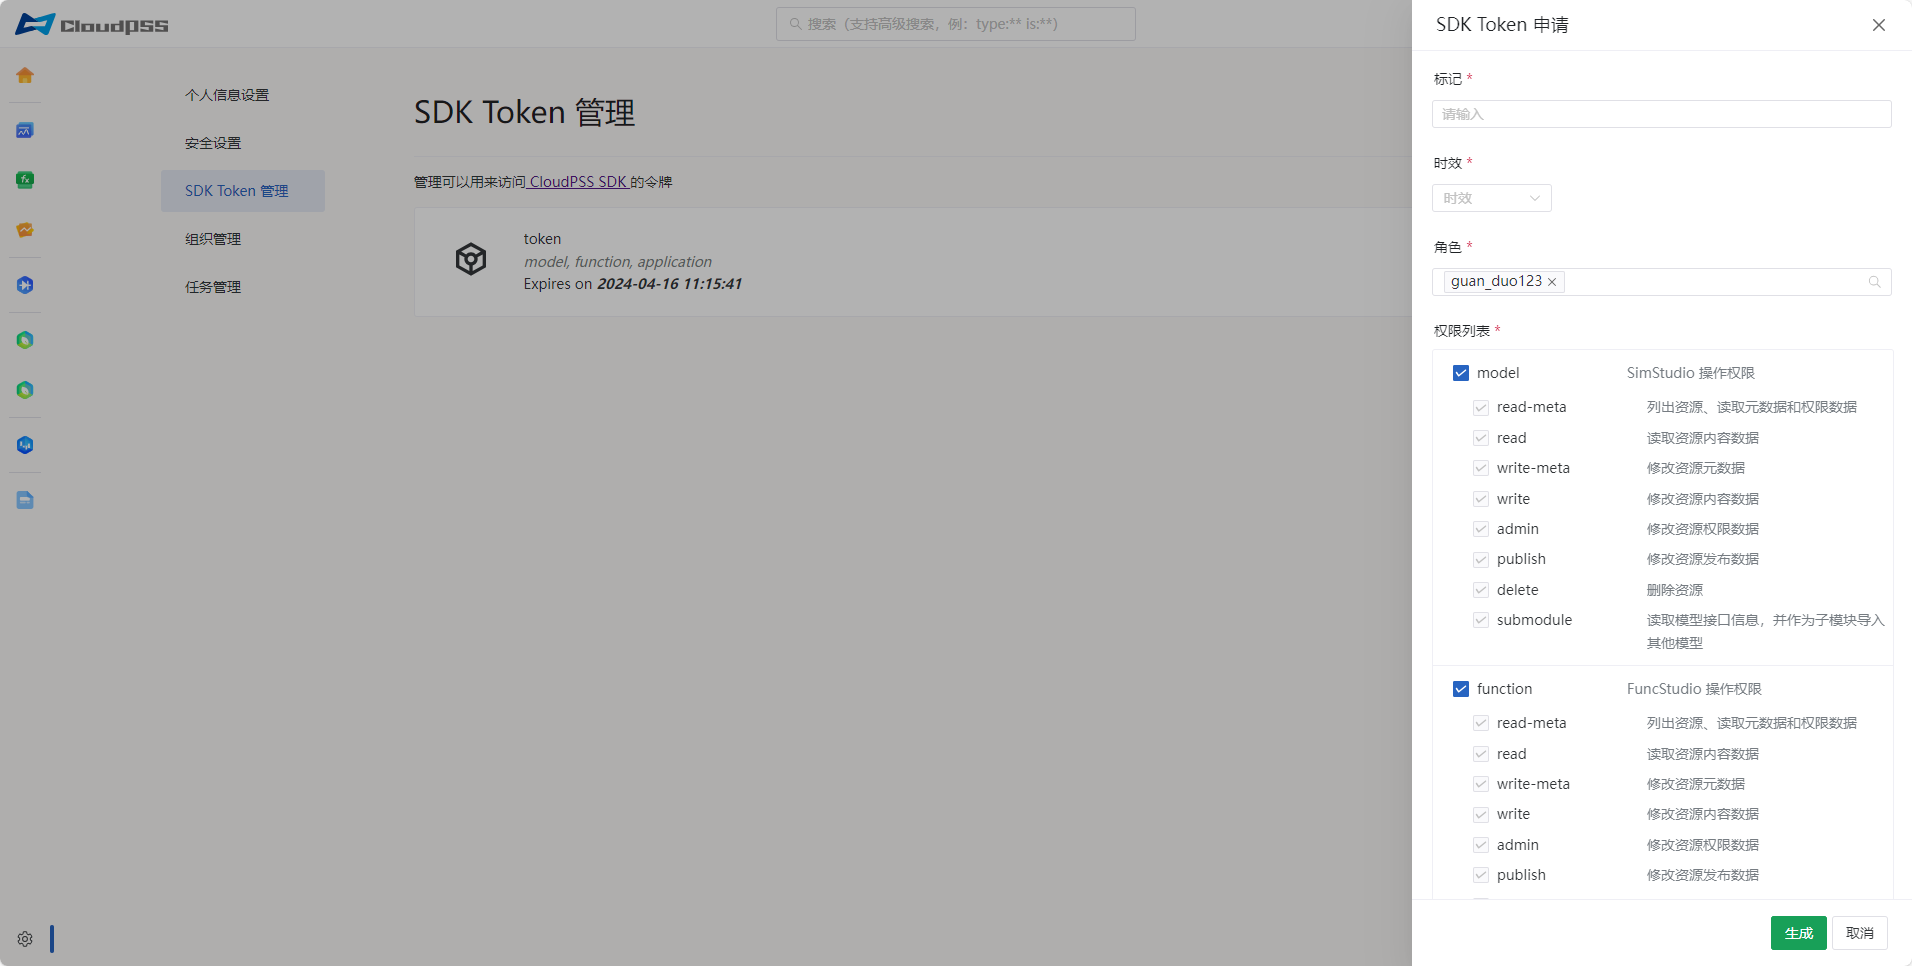 CloudPSS
搜索（支持高级搜索，例：type:** is:**）
个人信息设置
安全设置
SDK Token 管理
组织管理
任务管理
SDK Token 管理
管理可以用来访问 CloudPSS SDK 的令牌
token
model, function, application
Expires on 2024-04-16 11:15:41
SDK Token 申请
标记 *
请输入
时效 *
时效
角色 *
guan_duo123
权限列表 *
model SimStudio 操作权限
read-meta 列出资源、读取元数据和权限数据
read 读取资源内容数据
write-meta 修改资源元数据
write 修改资源内容数据
admin 修改资源权限数据
publish 修改资源发布数据
delete 删除资源
submodule 读取模型接口信息，并作为子模块导入
其他模型
function FuncStudio 操作权限
read-meta 列出资源、读取元数据和权限数据
read 读取资源内容数据
write-meta 修改资源元数据
write 修改资源内容数据
admin 修改资源权限数据
publish 修改资源发布数据
生成 取消